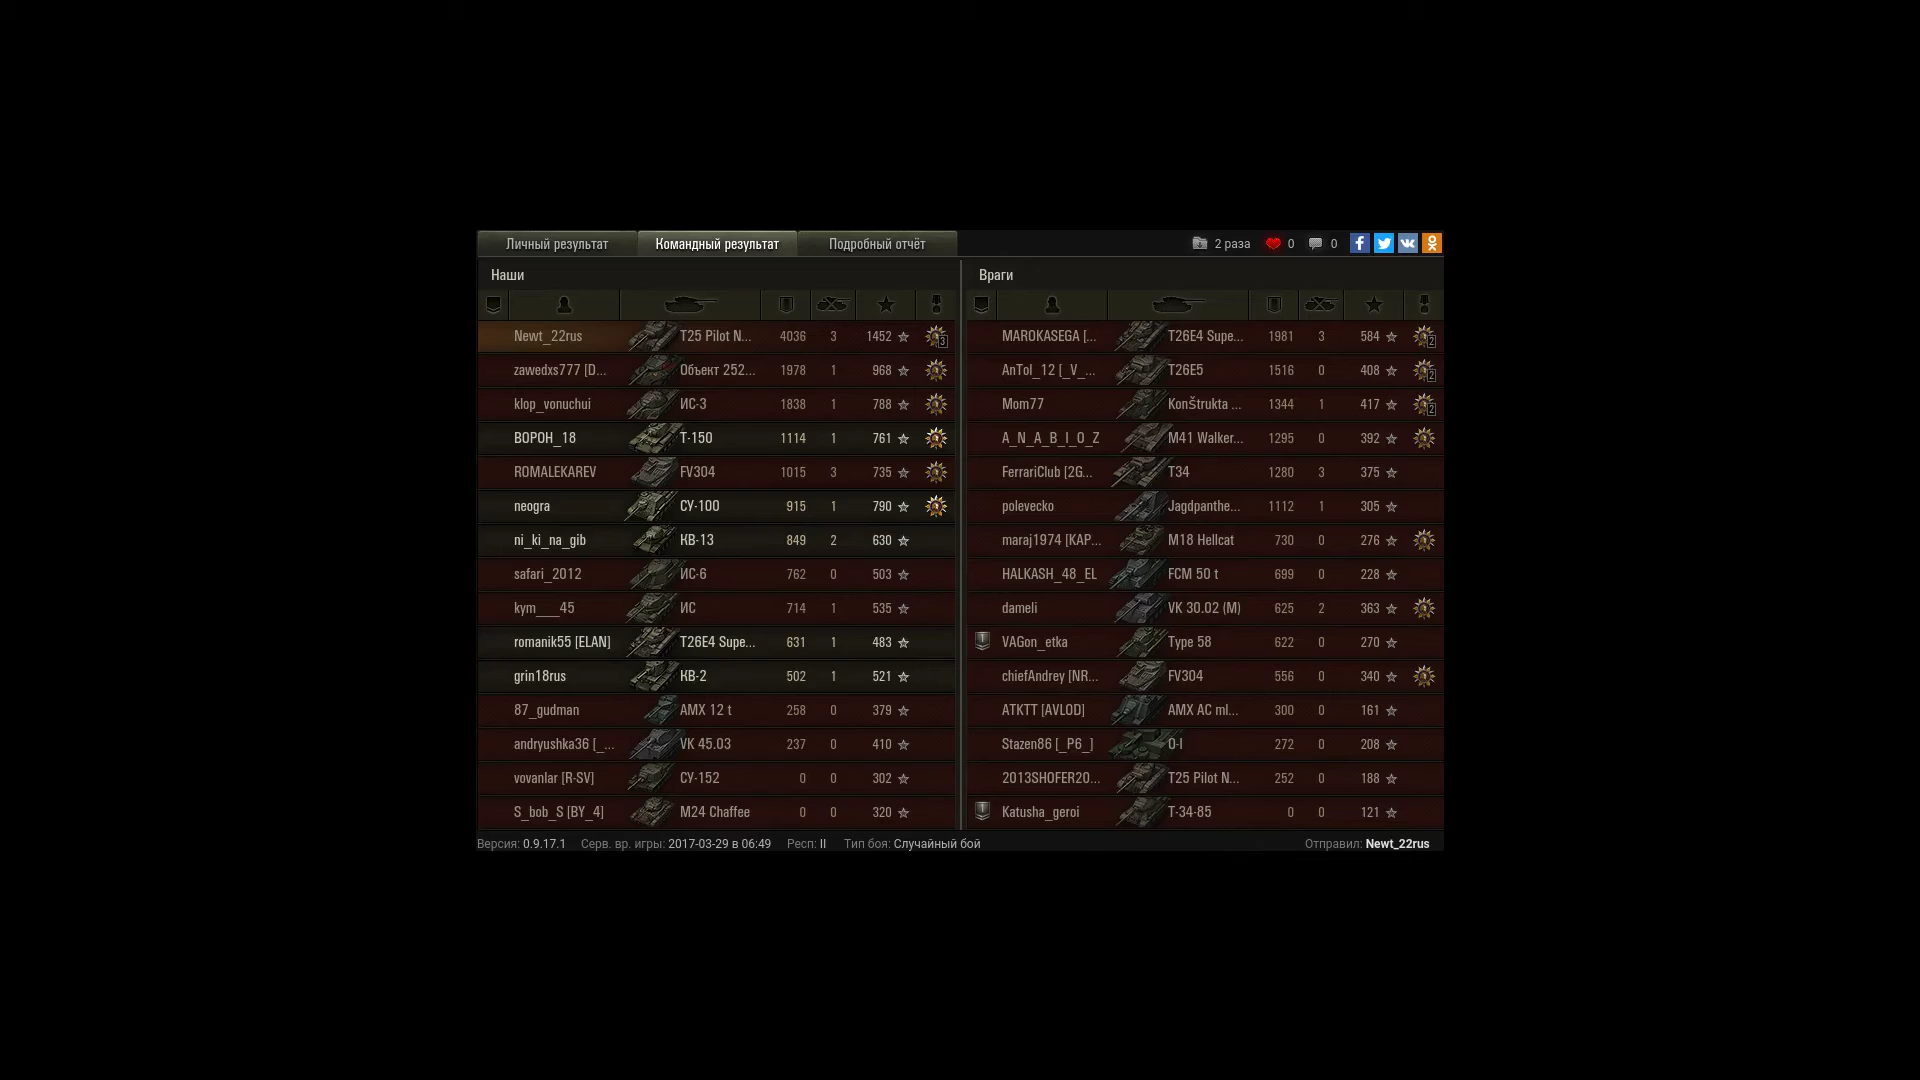 Личный результат Командный результат Подробный отчёт 2 раза 0 0
Наши Враги
Newt_22rus T25 Pilot N... 4036 3 1452 3 MAROKASEGA [... T26E4 Supe... 1981 3 584 2
zawedxs777 [D... Объект 252... 1978 1 968 AnTol_12 [_V_... T26E5 1516 0 408 2
klop_vonuchui ИС-3 1838 1 788 Mom77 KonŠtrukta ... 1344 1 417 2
BOPOH_18 Т-150 1114 1 761 A_N_A_B_I_O_Z M41 Walker... 1295 0 392
ROMALEKAREV FV304 1015 3 735 FerrariClub [2G... T34 1280 3 375
neogra СУ-100 915 1 790 polevecko Jagdpanthe... 1112 1 305
ni_ki_na_gib КВ-13 849 2 630 maraj1974 [KAP... M18 Hellcat 730 0 276
safari_2012 ИС-6 762 0 503 HALKASH_48_EL FCM 50 t 699 0 228
kym___45 ИС 714 1 535 dameli VK 30.02 (M) 625 2 363
romanik55 [ELAN] T26E4 Supe... 631 1 483 VAGon_etka Type 58 622 0 270
grin18rus КВ-2 502 1 521 chiefAndrey [NR... FV304 556 0 340
87_gudman AMX 12 t 258 0 379 ATKTT [AVLOD] AMX AC ml... 300 0 161
andryushka36 [_... VK 45.03 237 0 410 Stazen86 [_P6_] O-I 272 0 208
vovanlar [R-SV] СУ-152 0 0 302 2013SHOFER20... T25 Pilot N... 252 0 188
S_bob_S [BY_4] M24 Chaffee 0 0 320 Katusha_geroi Т-34-85 0 0 121
Версия: 0.9.17.1 Серв. вр. игры: 2017-03-29 в 06:49 Респ: II Тип боя: Случайный бой Отправил: Newt_22rus